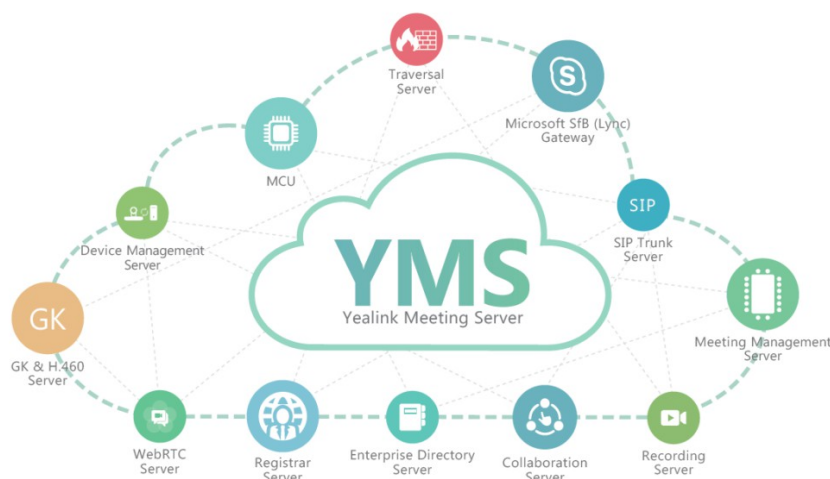 Traversal
Server
Microsoft SfB (Lync)
Gateway
MCU
SIP
SIP Trunk
Server
Device Management
Server
YMS
Yealink Meeting Server
GK
GK & H.460
Server
Meeting Management
Server
WebRTC
Server
Registrar
Server
Enterprise Directory
Server
Collaboration
Server
Recording
Server